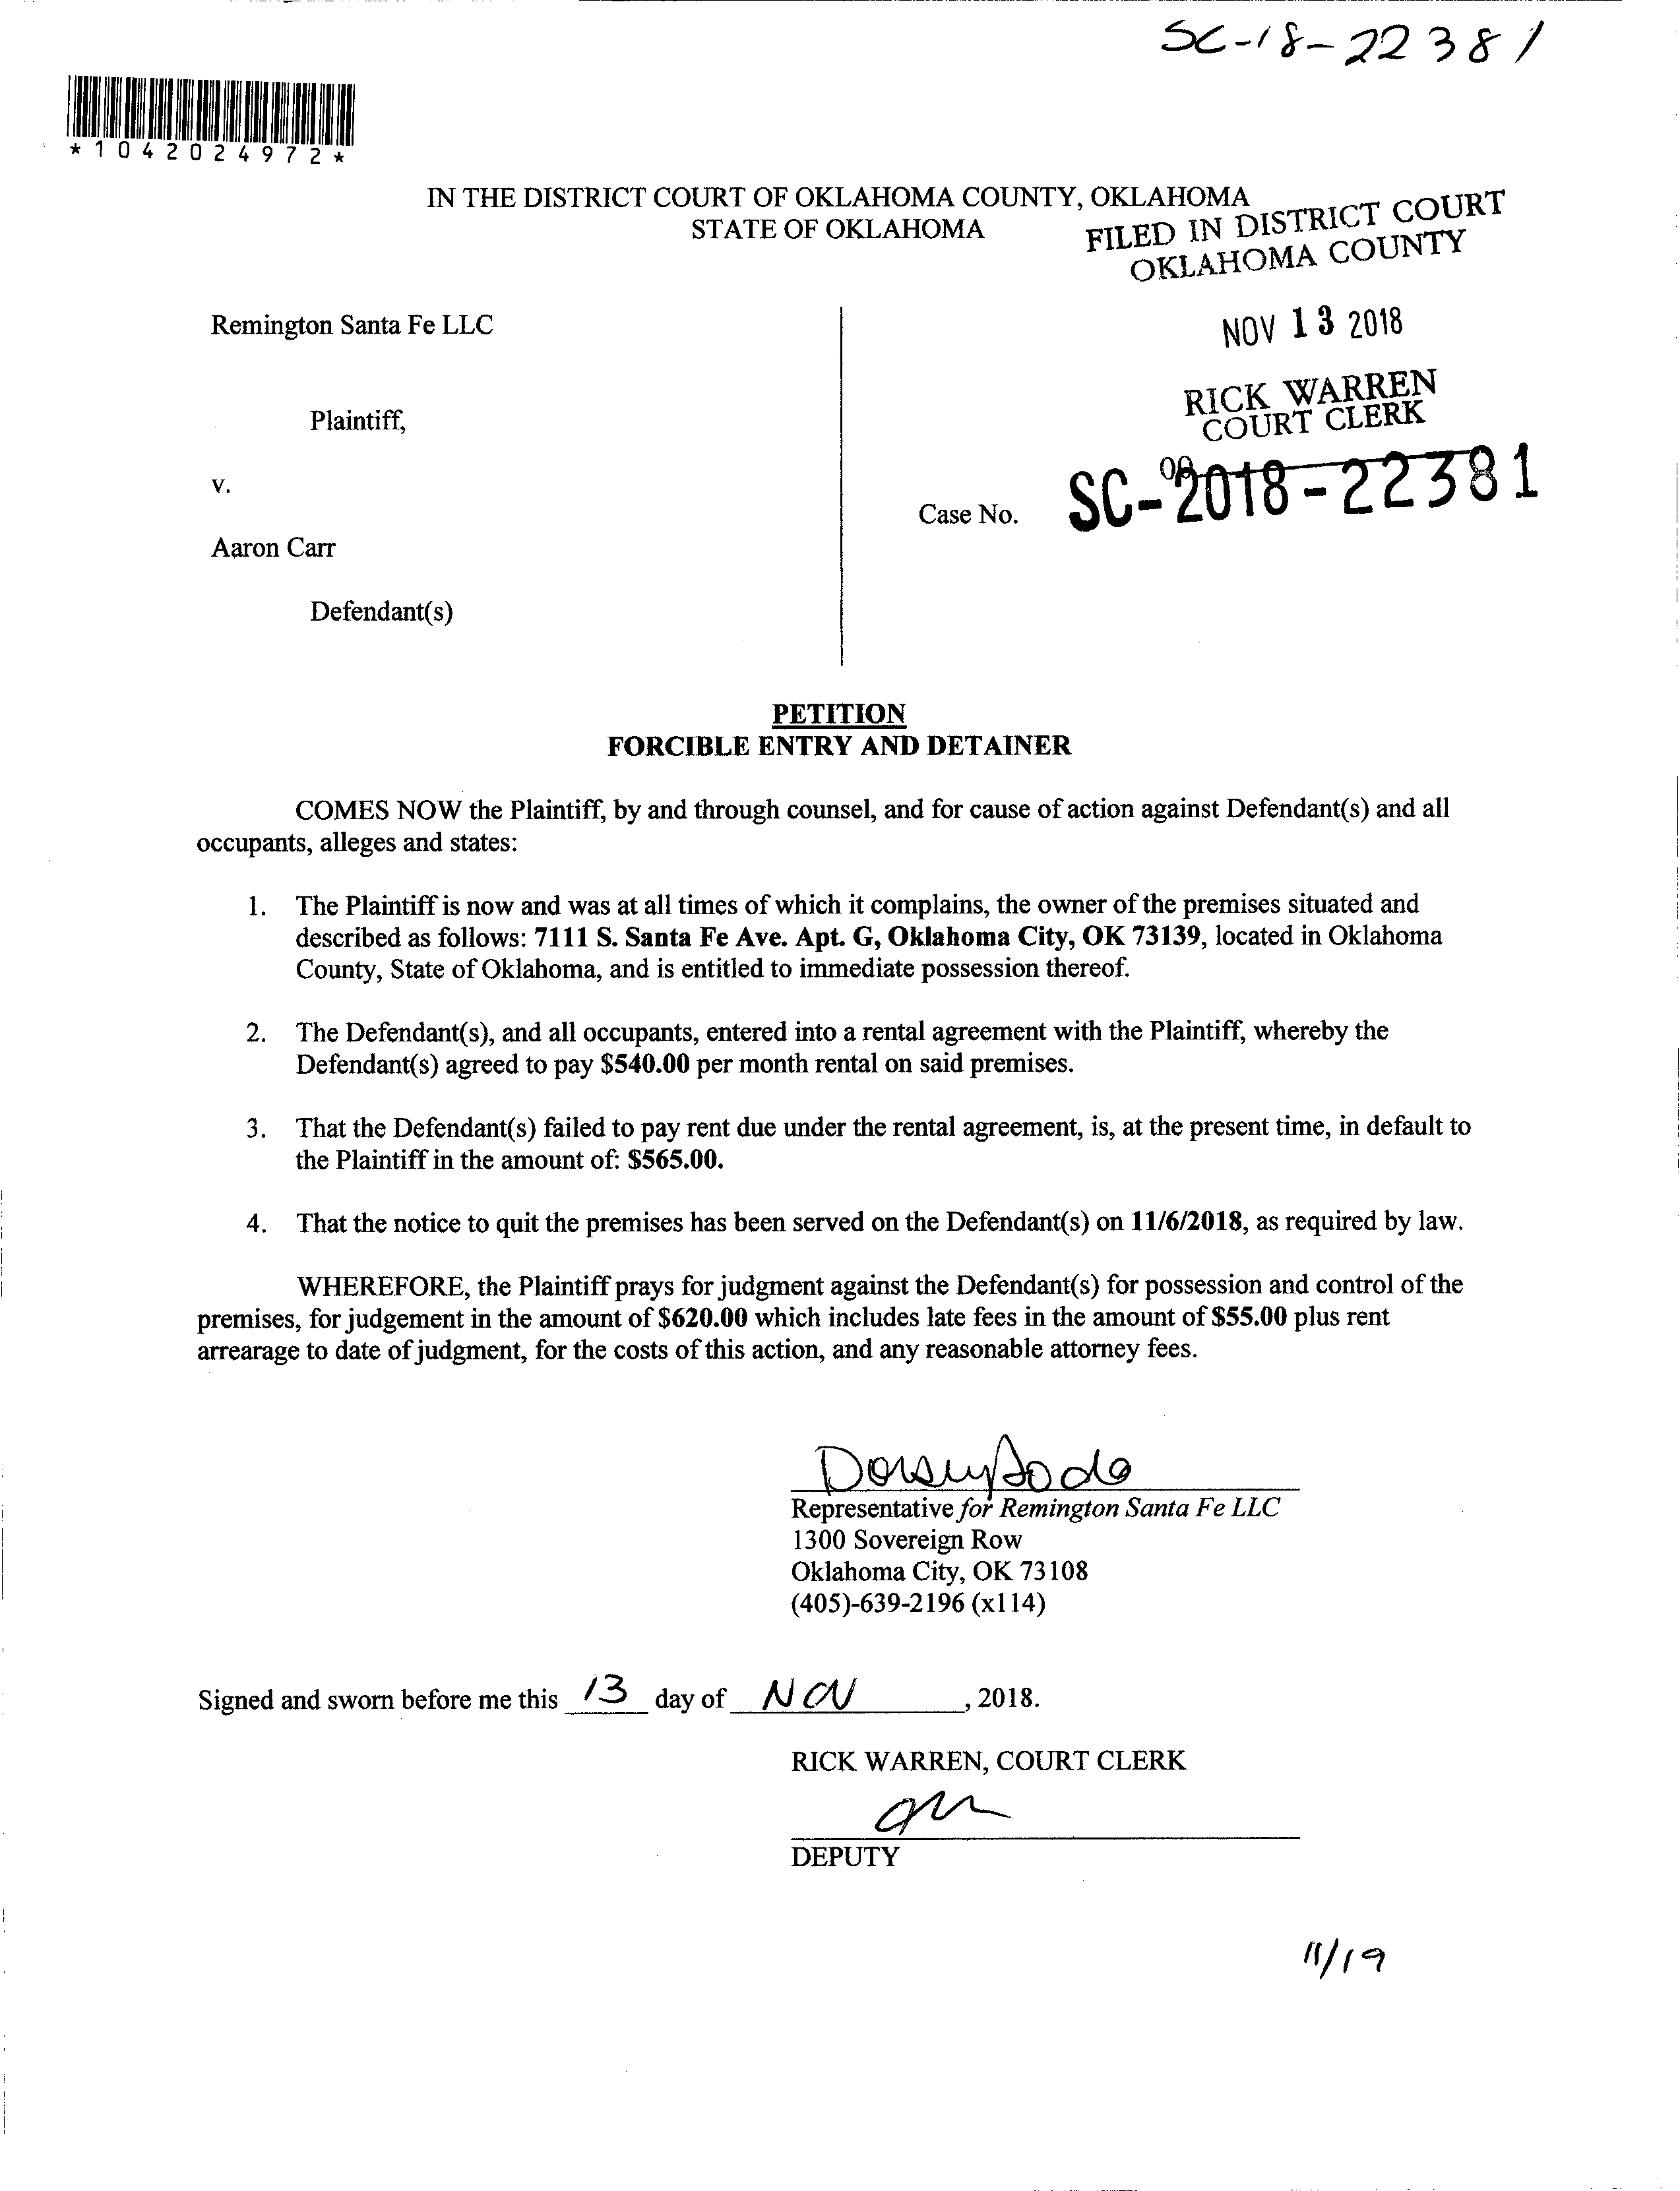 SC-18-22381
*1042024972*
IN THE DISTRICT COURT OF OKLAHOMA COUNTY, OKLAHOMA
STATE OF OKLAHOMA
FILED IN DISTRICT COURT
OKLAHOMA COUNTY
Remington Santa Fe LLC
NOV 13 2018
RICK WARREN
COURT CLERK
Plaintiff,
v.
Case No. SC-2018-22381
Aaron Carr
Defendant(s)
PETITION
FORCIBLE ENTRY AND DETAINER
COMES NOW the Plaintiff, by and through counsel, and for cause of action against Defendant(s) and all
occupants, alleges and states:
1. The Plaintiff is now and was at all times of which it complains, the owner of the premises situated and
described as follows: 7111 S. Santa Fe Ave. Apt. G, Oklahoma City, OK 73139, located in Oklahoma
County, State of Oklahoma, and is entitled to immediate possession thereof.
2. The Defendant(s), and all occupants, entered into a rental agreement with the Plaintiff, whereby the
Defendant(s) agreed to pay $540.00 per month rental on said premises.
3. That the Defendant(s) failed to pay rent due under the rental agreement, is, at the present time, in default to
the Plaintiff in the amount of: $565.00.
4. That the notice to quit the premises has been served on the Defendant(s) on 11/6/2018, as required by law.
WHEREFORE, the Plaintiff prays for judgment against the Defendant(s) for possession and control of the
premises, for judgement in the amount of $620.00 which includes late fees in the amount of $55.00 plus rent
arrearage to date of judgment, for the costs of this action, and any reasonable attorney fees.
Representative for Remington Santa Fe LLC
1300 Sovereign Row
Oklahoma City, OK 73108
(405)-639-2196 (x114)
Signed and sworn before me this 13 day of NOV, 2018.
RICK WARREN, COURT CLERK
DEPUTY
11/19